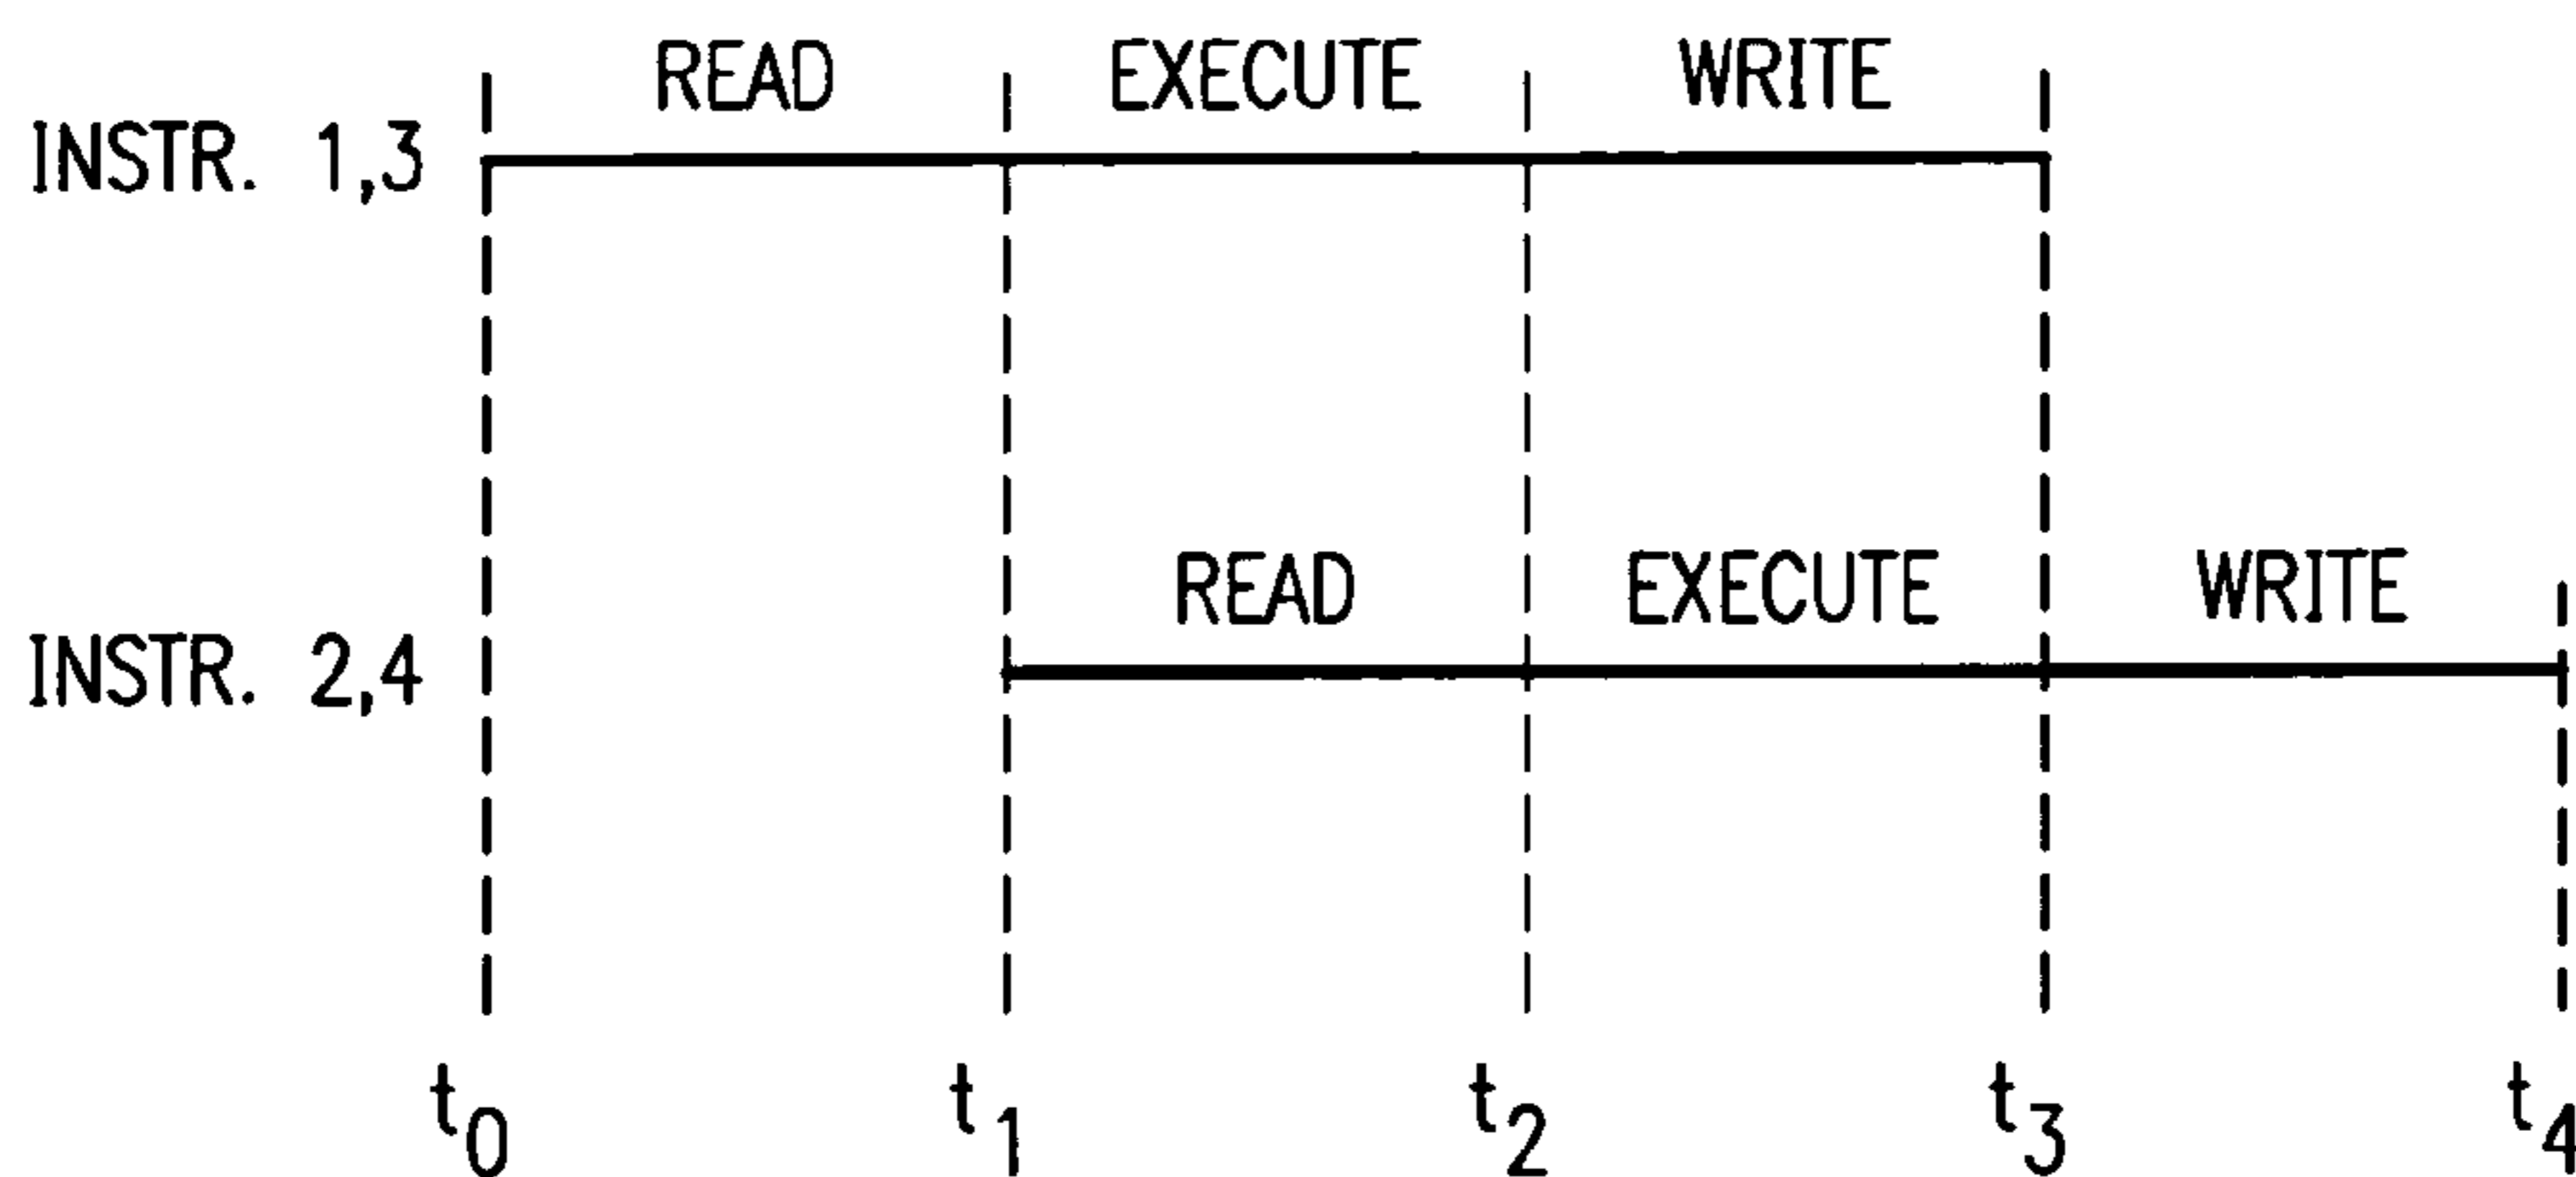 READ EXECUTE WRITE
INSTR. 1,3
READ EXECUTE WRITE
INSTR. 2,4
t0 t1 t2 t3 t4